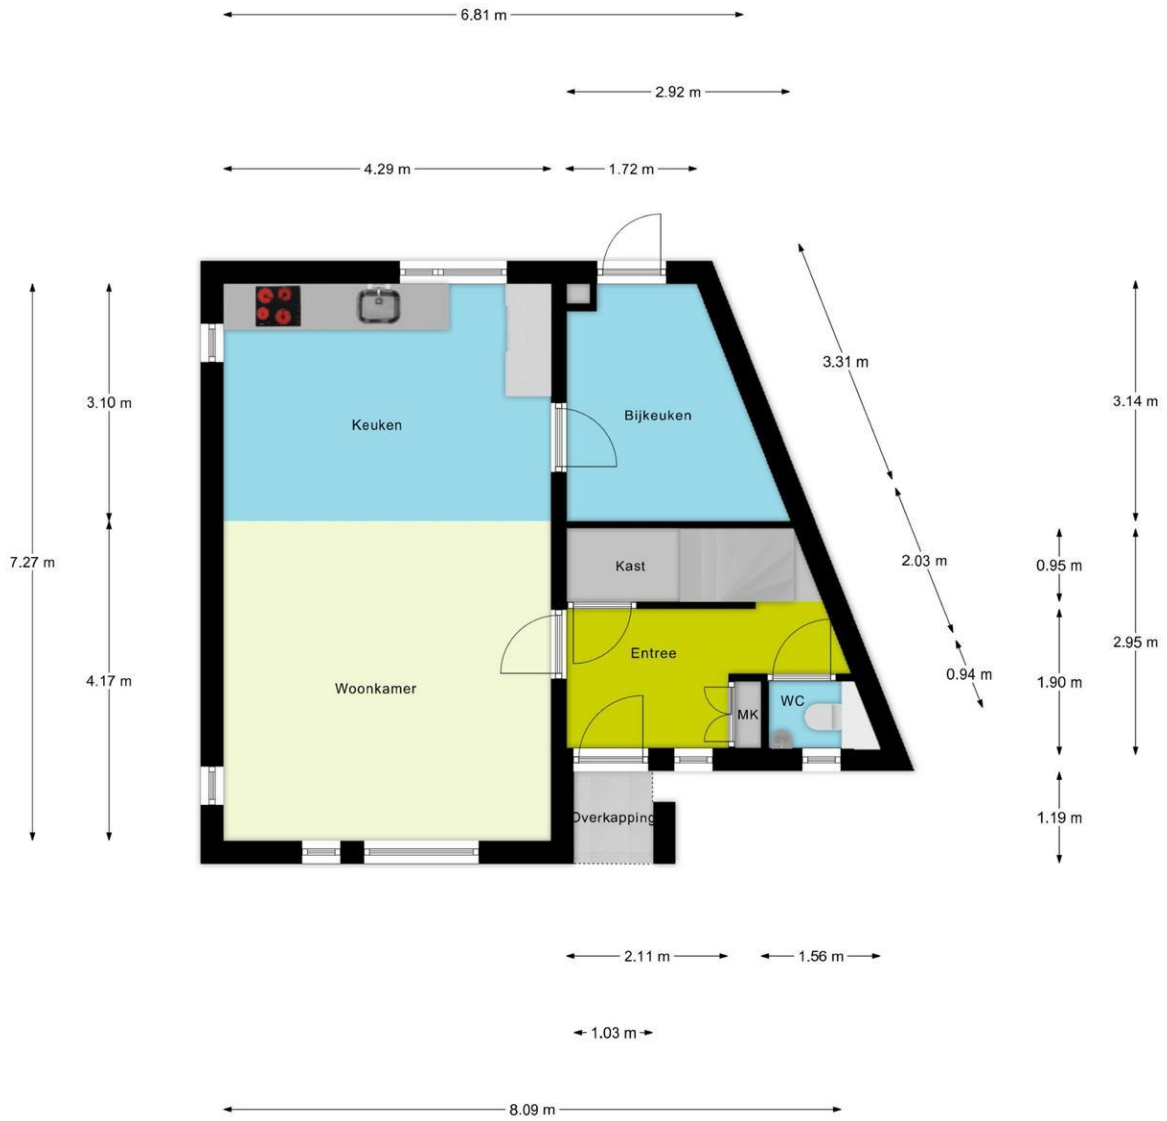 6.81 m
2.92 m
4.29 m
1.72 m
3.31 m
3.10 m
3.14 m
Bijkeuken
Keuken
7.27 m
2.03 m
Kast
0.95 m
2.95 m
Entree
0.94 m
4.17 m
Woonkamer
1.90 m
WC
MK
Overkapping
1.19 m
2.11 m
1.56 m
1.03 m
8.09 m